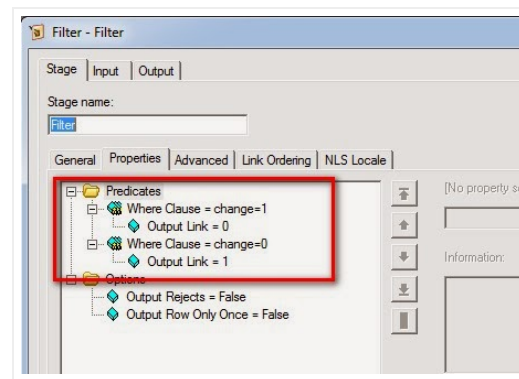 Filter - Filter
Stage Input Output
Stage name:
Filter
General Properties Advanced Link Ordering NLS Locale
Predicates
Where Clause = change=1
Output Link = 0
Where Clause = change=0
Output Link = 1
Options
Output Rejects = False
Output Row Only Once = False
[No property s
Information: